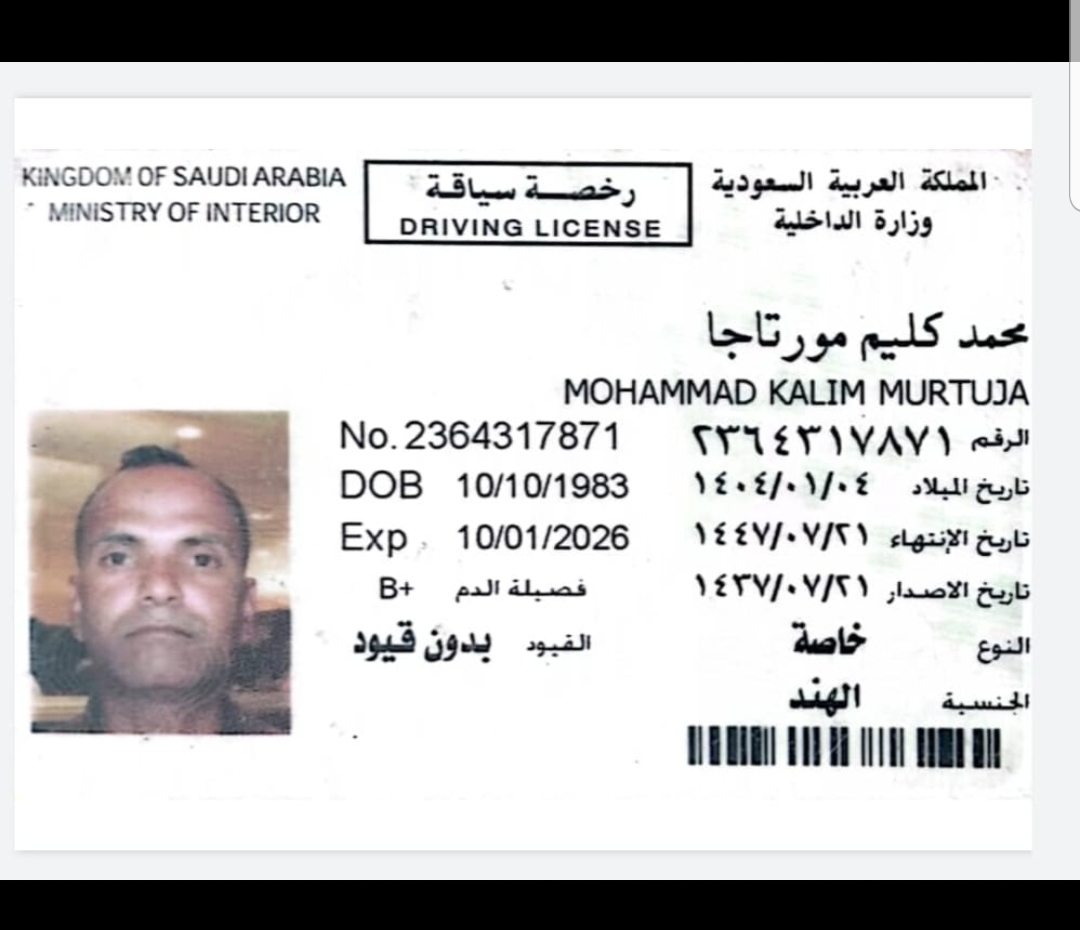 KINGDOM OF SAUDI ARABIA
MINISTRY OF INTERIOR
رخصة سياقة
DRIVING LICENSE
المملكة العربية السعودية
وزارة الداخلية
محمد كليم مورتاجا
MOHAMMAD KALIM MURTUJA
No. 2364317871
الرقم ٢٣٦٤٣١٧٨٧١
DOB 10/10/1983
تاريخ الميلاد ١٤٠٤/٠١/٠٤
Exp 10/01/2026
تاريخ الإنتهاء ١٤٤٧/٠٧/٢١
فصيلة الدم B+
تاريخ الاصدار ١٤٣٧/٠٧/٢١
القيود بدون قيود
النوع خاصة
الجنسية الهند